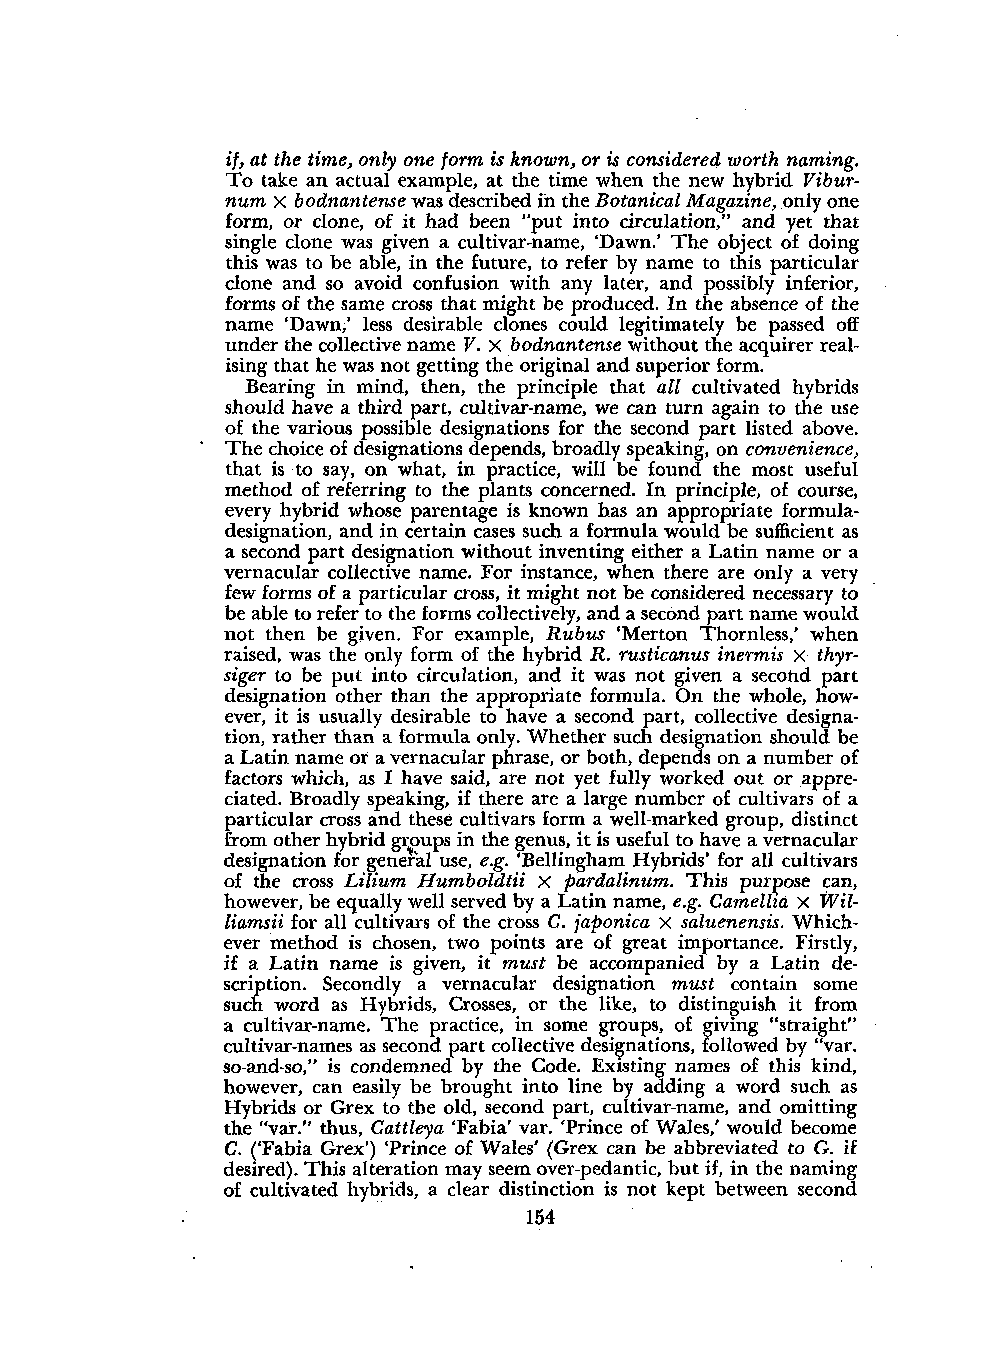 if, at the time, only one form is known, or is considered worth naming.
To take an actual example, at the time when the new hybrid Vibur-
num × bodnantense was described in the Botanical Magazine, only one
form, or clone, of it had been "put into circulation," and yet that
single clone was given a cultivar-name, 'Dawn.' The object of doing
this was to be able, in the future, to refer by name to this particular
clone and so avoid confusion with any later, and possibly inferior,
forms of the same cross that might be produced. In the absence of the
name 'Dawn,' less desirable clones could legitimately be passed off
under the collective name V. × bodnantense without the acquirer real-
ising that he was not getting the original and superior form.
Bearing in mind, then, the principle that all cultivated hybrids
should have a third part, cultivar-name, we can turn again to the use
of the various possible designations for the second part listed above.
The choice of designations depends, broadly speaking, on convenience,
that is to say, on what, in practice, will be found the most useful
method of referring to the plants concerned. In principle, of course,
every hybrid whose parentage is known has an appropriate formula-
designation, and in certain cases such a formula would be sufficient as
a second part designation without inventing either a Latin name or a
vernacular collective name. For instance, when there are only a very
few forms of a particular cross, it might not be considered necessary to
be able to refer to the forms collectively, and a second part name would
not then be given. For example, Rubus 'Merton Thornless,' when
raised, was the only form of the hybrid R. rusticanus inermis × thyr-
siger to be put into circulation, and it was not given a second part
designation other than the appropriate formula. On the whole, how-
ever, it is usually desirable to have a second part, collective designa-
tion, rather than a formula only. Whether such designation should be
a Latin name or a vernacular phrase, or both, depends on a number of
factors which, as I have said, are not yet fully worked out or appre-
ciated. Broadly speaking, if there are a large number of cultivars of a
particular cross and these cultivars form a well-marked group, distinct
from other hybrid groups in the genus, it is useful to have a vernacular
designation for general use, e.g. 'Bellingham Hybrids' for all cultivars
of the cross Lilium Humboldtii × pardalinum. This purpose can,
however, be equally well served by a Latin name, e.g. Camellia × Wil-
liamsii for all cultivars of the cross C. japonica × saluenensis. Which-
ever method is chosen, two points are of great importance. Firstly,
if a Latin name is given, it must be accompanied by a Latin de-
scription. Secondly a vernacular designation must contain some
such word as Hybrids, Crosses, or the like, to distinguish it from
a cultivar-name. The practice, in some groups, of giving "straight"
cultivar-names as second part collective designations, followed by "var.
so-and-so," is condemned by the Code. Existing names of this kind,
however, can easily be brought into line by adding a word such as
Hybrids or Grex to the old, second part, cultivar-name, and omitting
the "var." thus, Cattleya 'Fabia' var. 'Prince of Wales,' would become
C. ('Fabia Grex') 'Prince of Wales' (Grex can be abbreviated to G. if
desired). This alteration may seem over-pedantic, but if, in the naming
of cultivated hybrids, a clear distinction is not kept between second
154